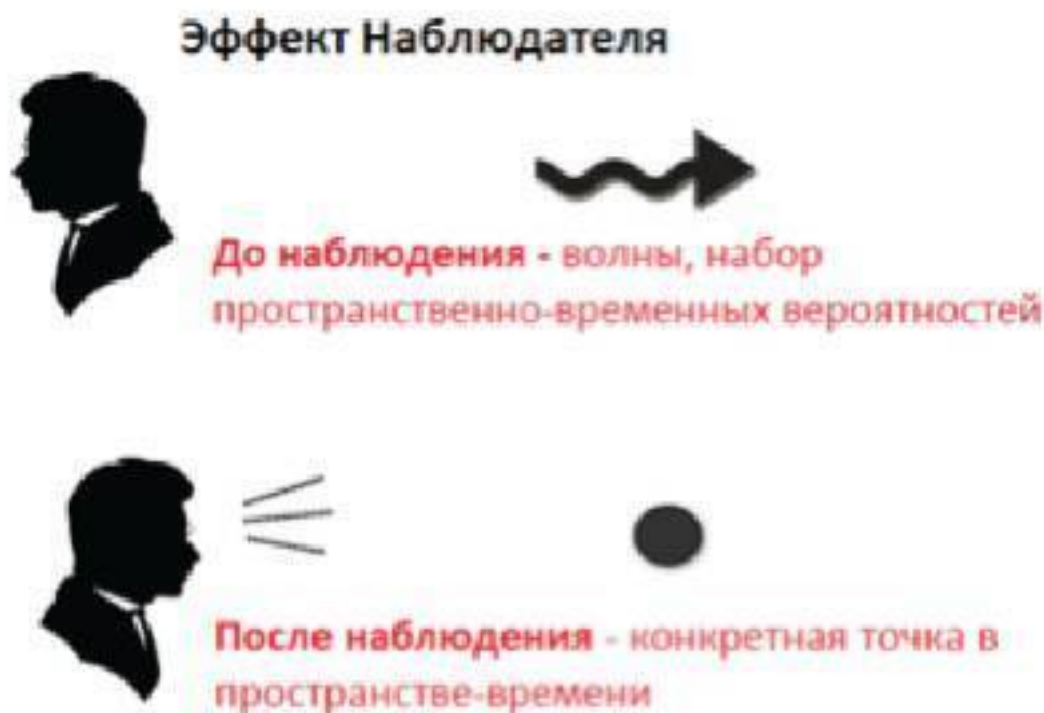 Эффект Наблюдателя
До наблюдения - волны, набор
пространственно-временных вероятностей
После наблюдения - конкретная точка в
пространстве-времени